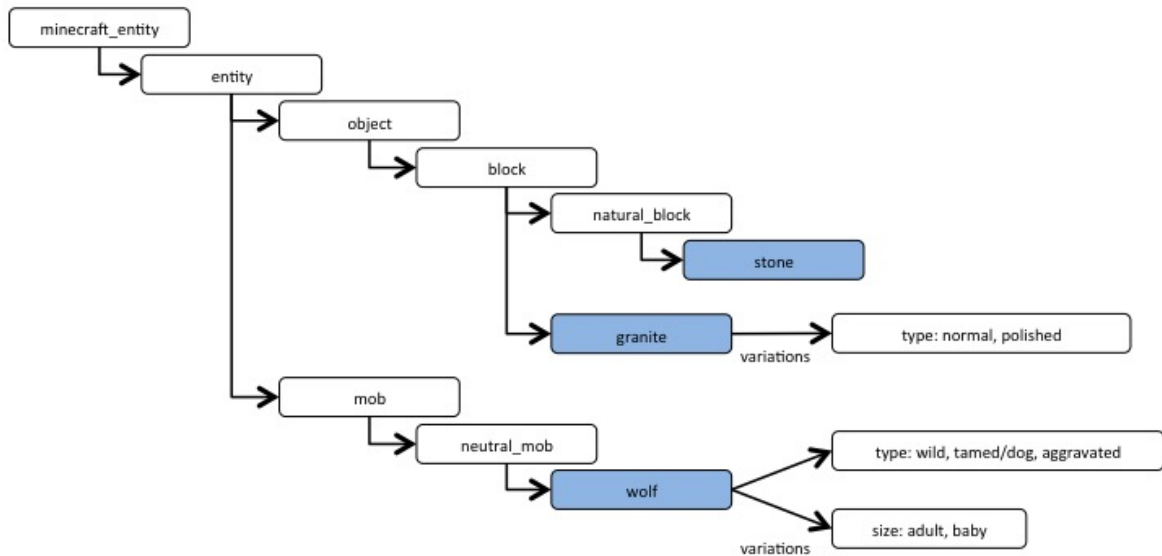 minecraft_entity
entity
object
block
natural_block
stone
granite
variations
type: normal, polished
mob
neutral_mob
wolf
type: wild, tamed/dog, aggravated
size: adult, baby
variations